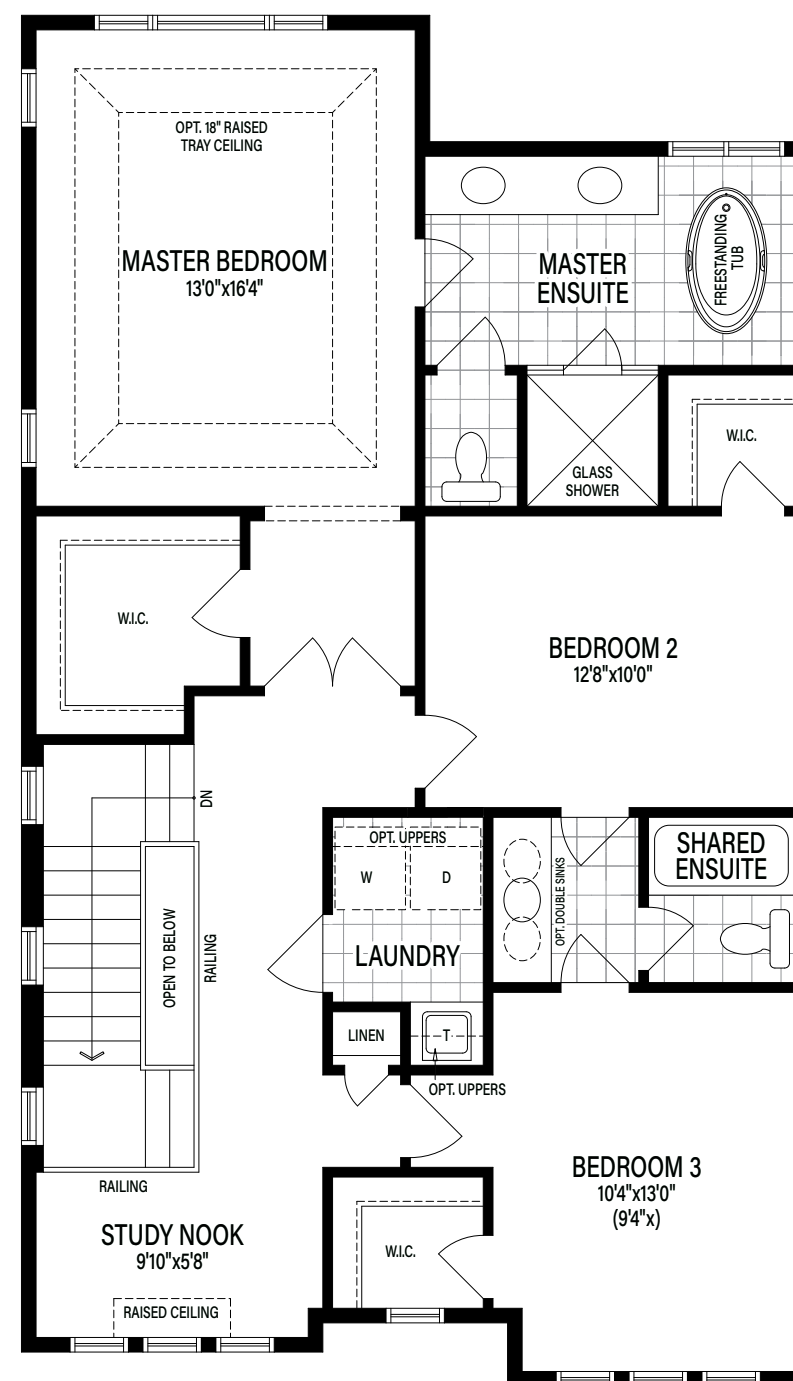 OPT. 18" RAISED
TRAY CEILING
MASTER BEDROOM
13'0"x16'4"
MASTER
ENSUITE
FREESTANDING
TUB
W.I.C.
GLASS
SHOWER
W.I.C.
BEDROOM 2
12'8"x10'0"
DN
OPT. UPPERS
W
D
OPT. DOUBLE SINKS
SHARED
ENSUITE
OPEN TO BELOW
RAILING
LAUNDRY
LINEN
T
OPT. UPPERS
BEDROOM 3
10'4"x13'0"
(9'4"x)
RAILING
STUDY NOOK
9'10"x5'8"
W.I.C.
RAISED CEILING